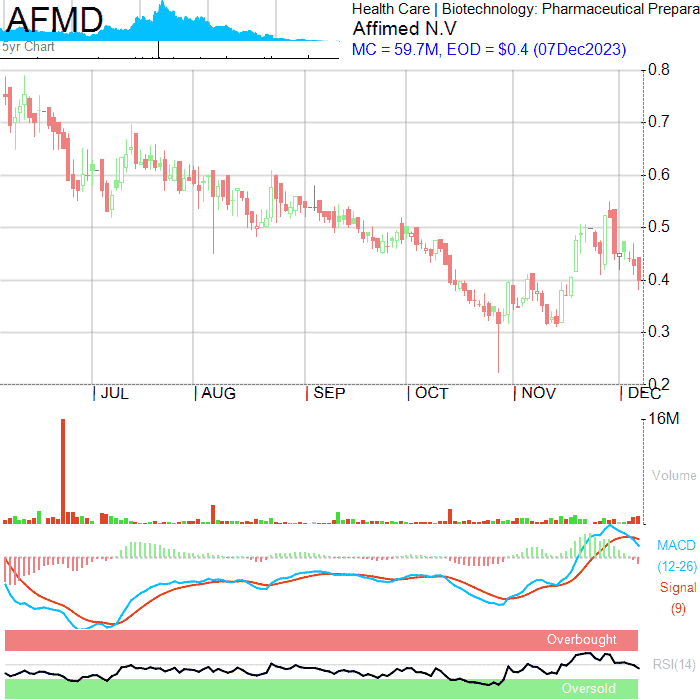 AFMD
5yr Chart
Health Care | Biotechnology: Pharmaceutical Prepara
Affimed N.V
MC = 59.7M, EOD = $0.4 (07Dec2023)
0.8
0.7
0.6
0.5
0.4
0.3
0.2
JUL AUG SEP OCT NOV DEC
16M
Volume
MACD
(12-26)
Signal
(9)
Overbought
RSI(14)
Oversold